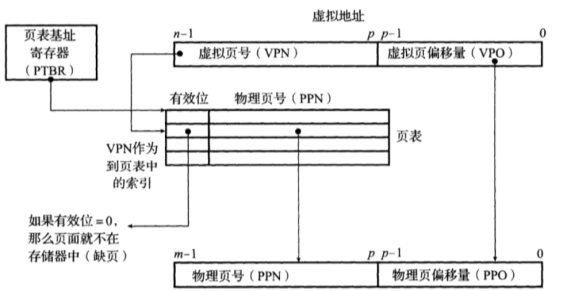 虚拟地址
页表基址
寄存器
（PTBR）
n-1
p
p-1
0
虚拟页号（VPN）
虚拟页偏移量（VPO）
有效位
物理页号（PPN）
页表
VPN作为
到页表中
的索引
如果有效位=0，
那么页面就不在
存储器中（缺页）
m-1
p
p-1
0
物理页号（PPN）
物理页偏移量（PPO）